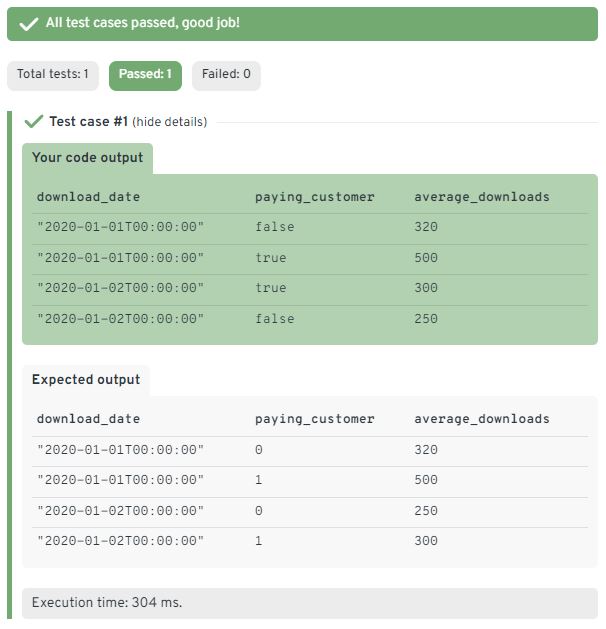 All test cases passed, good job!
Total tests: 1 Passed: 1 Failed: 0
Test case #1 (hide details)
Your code output
download_date paying_customer average_downloads
"2020-01-01T00:00:00" false 320
"2020-01-01T00:00:00" true 500
"2020-01-02T00:00:00" true 300
"2020-01-02T00:00:00" false 250
Expected output
download_date paying_customer average_downloads
"2020-01-01T00:00:00" 0 320
"2020-01-01T00:00:00" 1 500
"2020-01-02T00:00:00" 0 250
"2020-01-02T00:00:00" 1 300
Execution time: 304 ms.